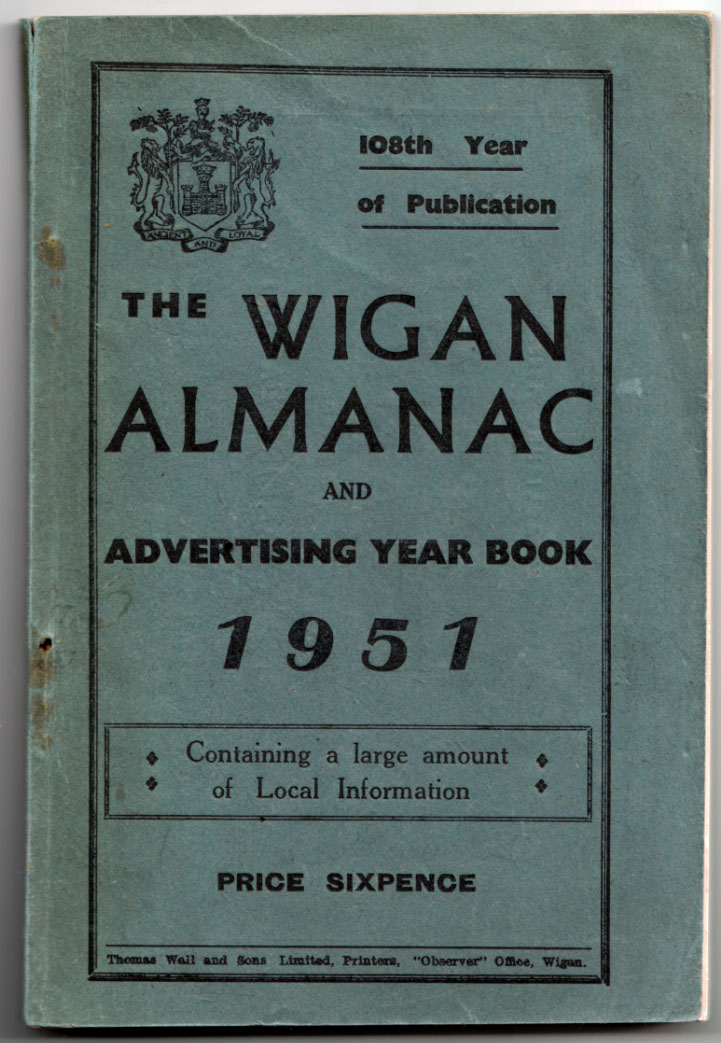 108th Year
of Publication
ANCIENT AND LOYAL
THE WIGAN
ALMANAC
AND
ADVERTISING YEAR BOOK
1951
Containing a large amount
of Local Information
PRICE SIXPENCE
Thomas Wall and Sons Limited, Printers, "Observer" Office, Wigan.